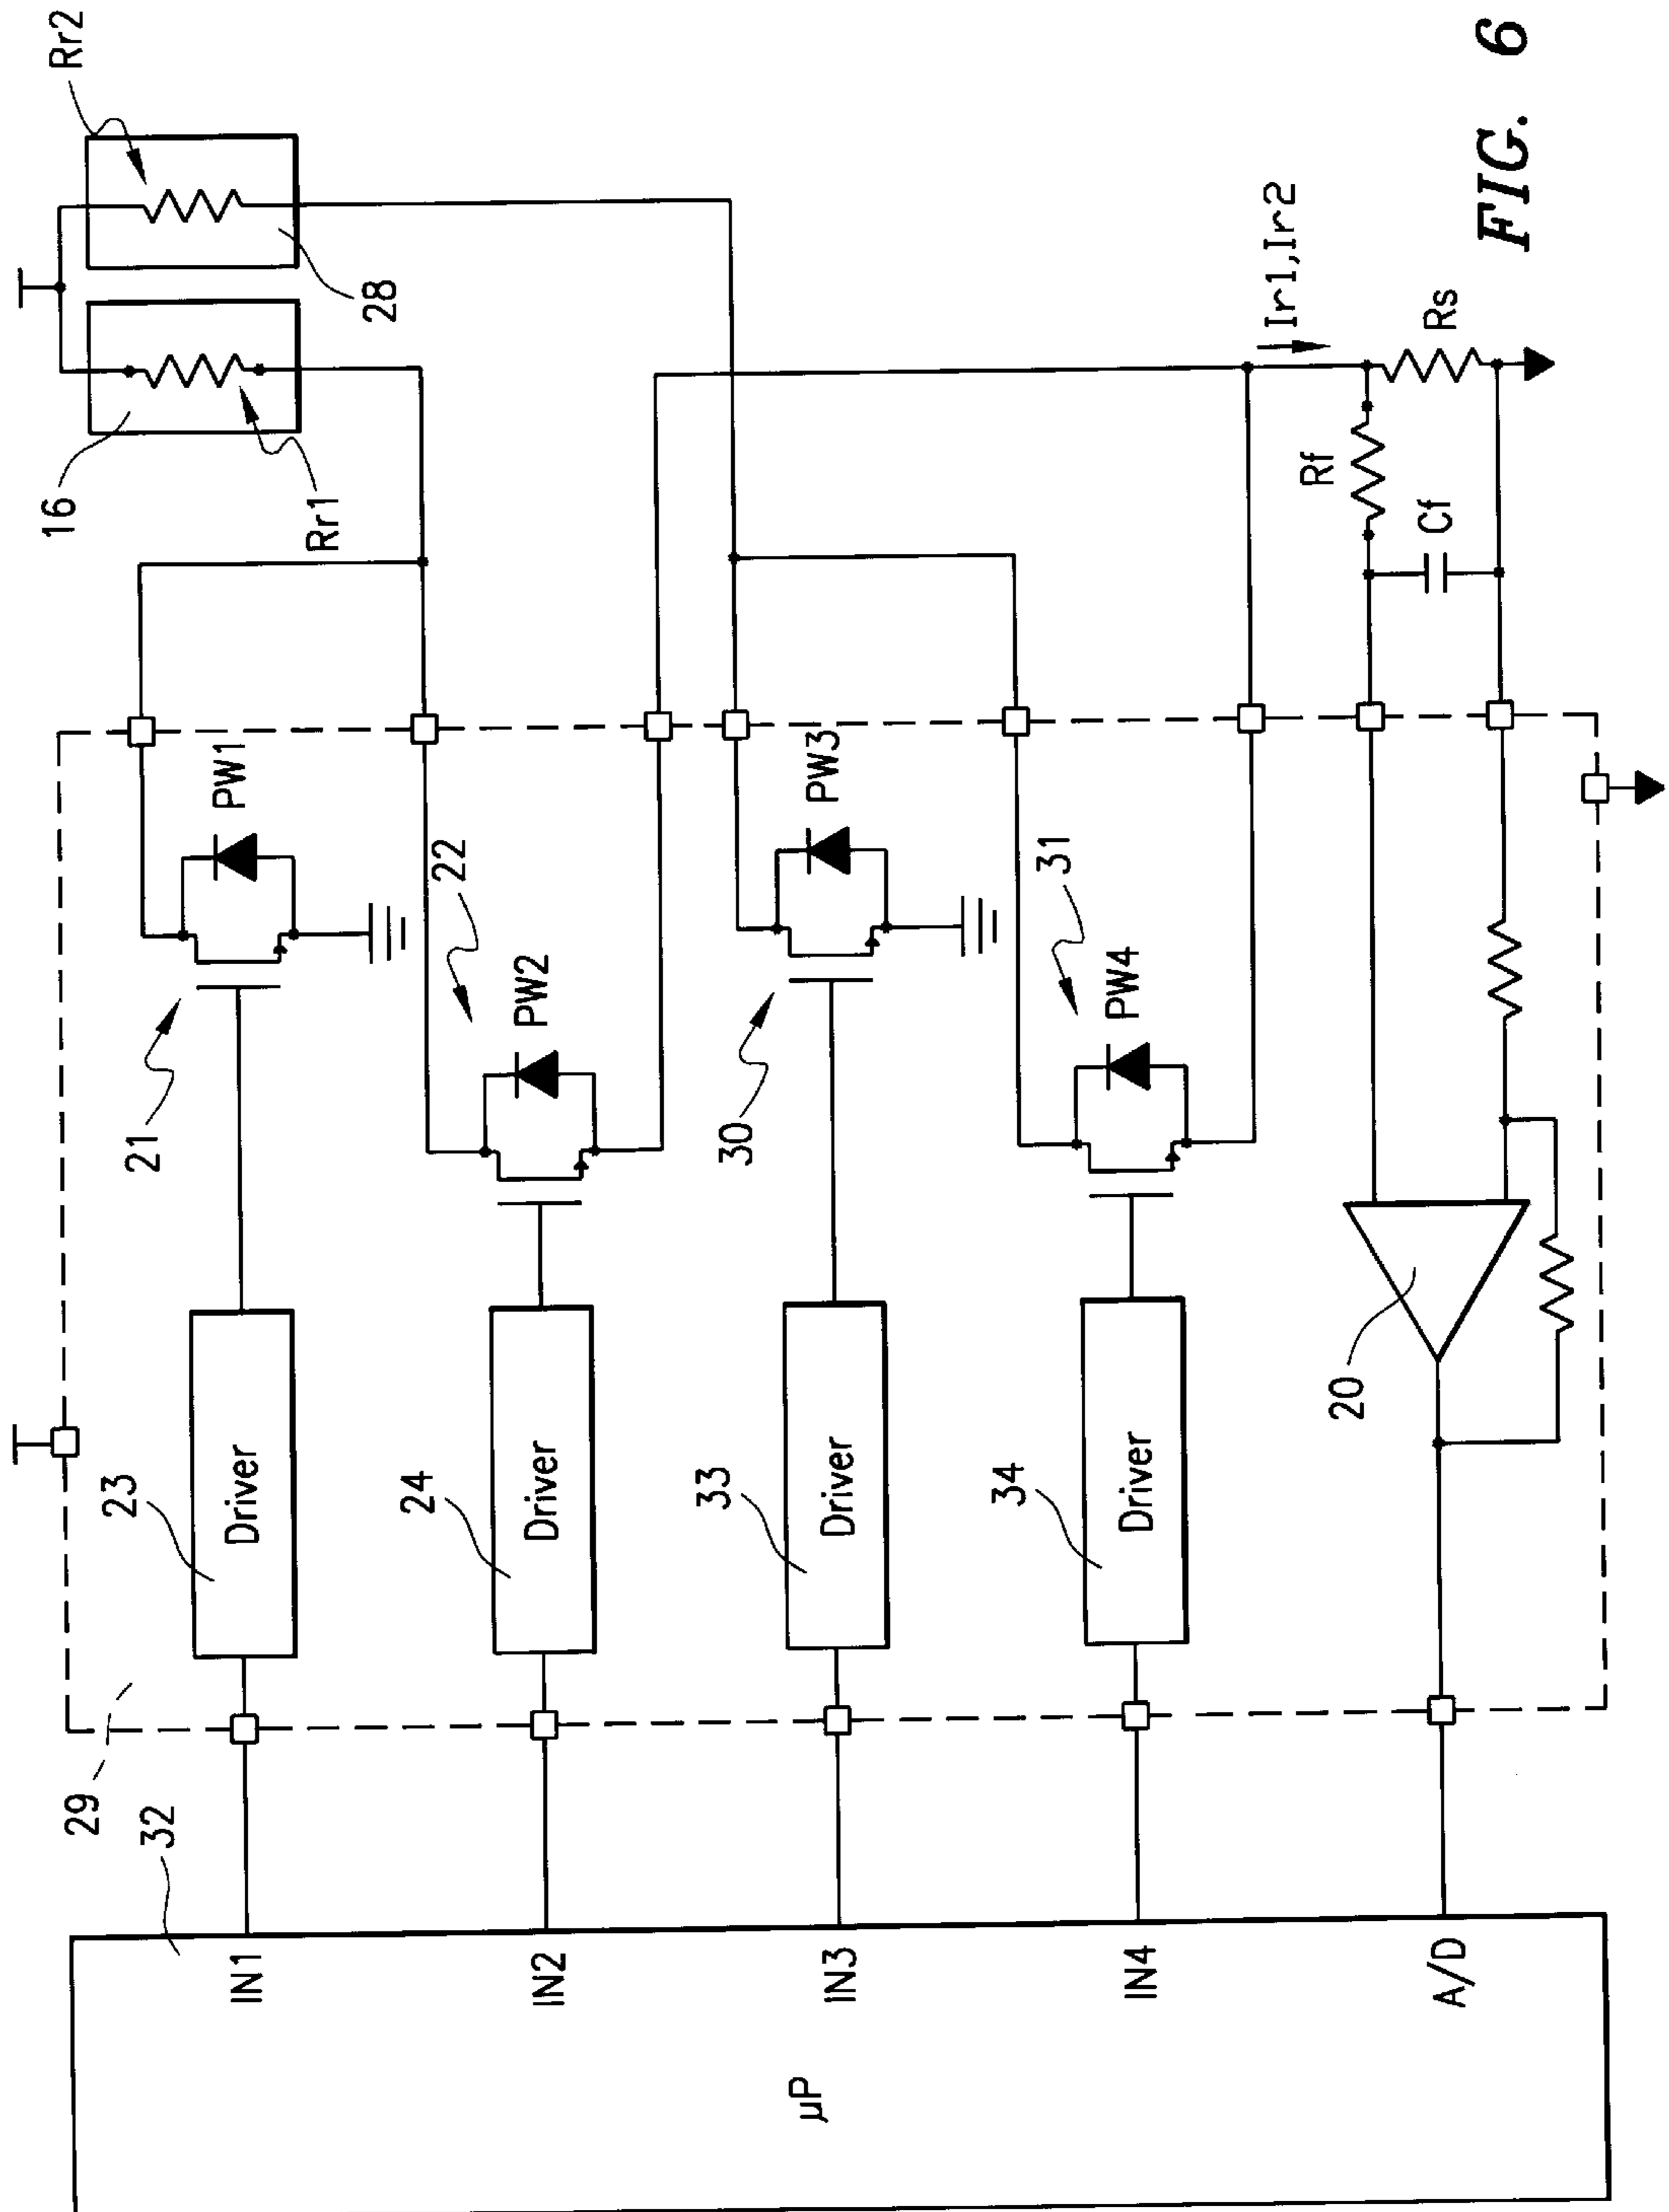 Rr2
16
Rr1
28
PW1
21
22
PW2
PW3
30
31
PW4
Ir1,Ir2
Rs
Rf
Cf
20
23
Driver
24
Driver
33
Driver
34
Driver
29
32
IN1
IN2
IN3
IN4
A/D
µP
FIG. 6